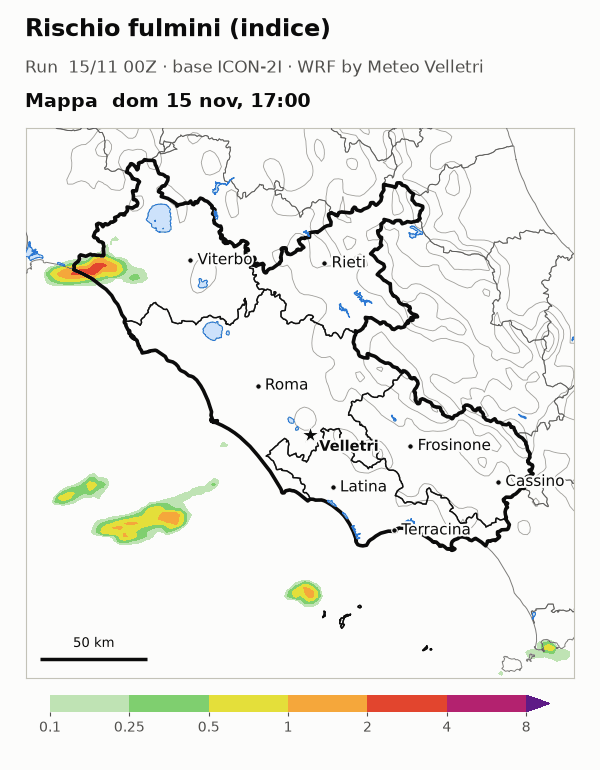 Rischio fulmini (indice)
Run  15/11 00Z · base ICON-2I · WRF by Meteo Velletri
Mappa  dom 15 nov, 17:00
Viterbo
Rieti
Roma
Velletri
Frosinone
Latina
Cassino
Terracina
50 km
0.1 0.25 0.5 1 2 4 8